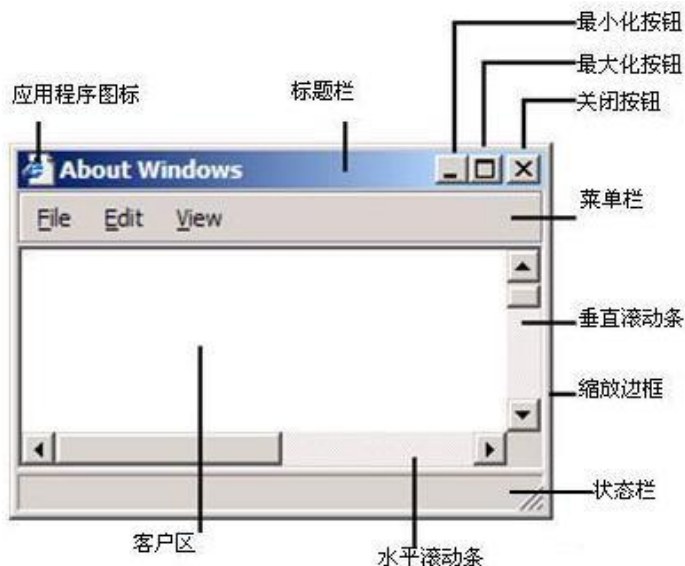 最小化按钮
最大化按钮
应用程序图标
标题栏
关闭按钮
About Windows
菜单栏
File Edit View
垂直滚动条
缩放边框
状态栏
客户区
水平滚动条